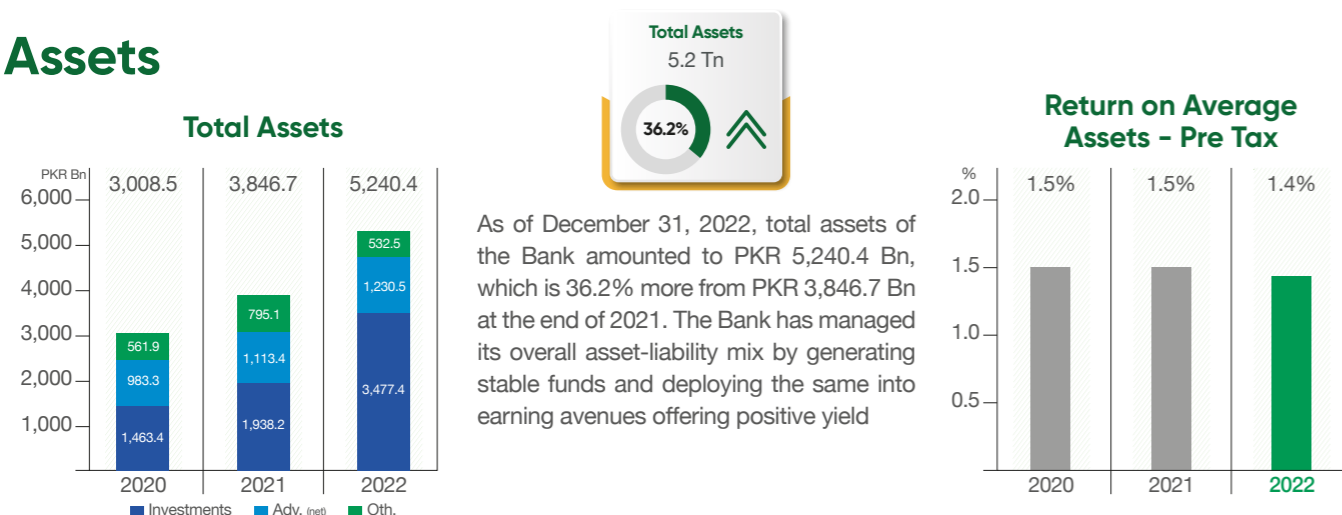 Assets
Total Assets
PKR Bn
6,000
5,000
4,000
3,000
2,000
1,000
3,008.5
3,846.7
5,240.4
561.9
983.3
1,463.4
795.1
1,113.4
1,938.2
532.5
1,230.5
3,477.4
2020
2021
2022
Investments
Adv. (net)
Oth.
Total Assets
5.2 Tn
36.2%
As of December 31, 2022, total assets of
the Bank amounted to PKR 5,240.4 Bn,
which is 36.2% more from PKR 3,846.7 Bn
at the end of 2021. The Bank has managed
its overall asset-liability mix by generating
stable funds and deploying the same into
earning avenues offering positive yield
Return on Average
Assets - Pre Tax
%
2.0
1.5
1.0
0.5
1.5%
1.5%
1.4%
2020
2021
2022